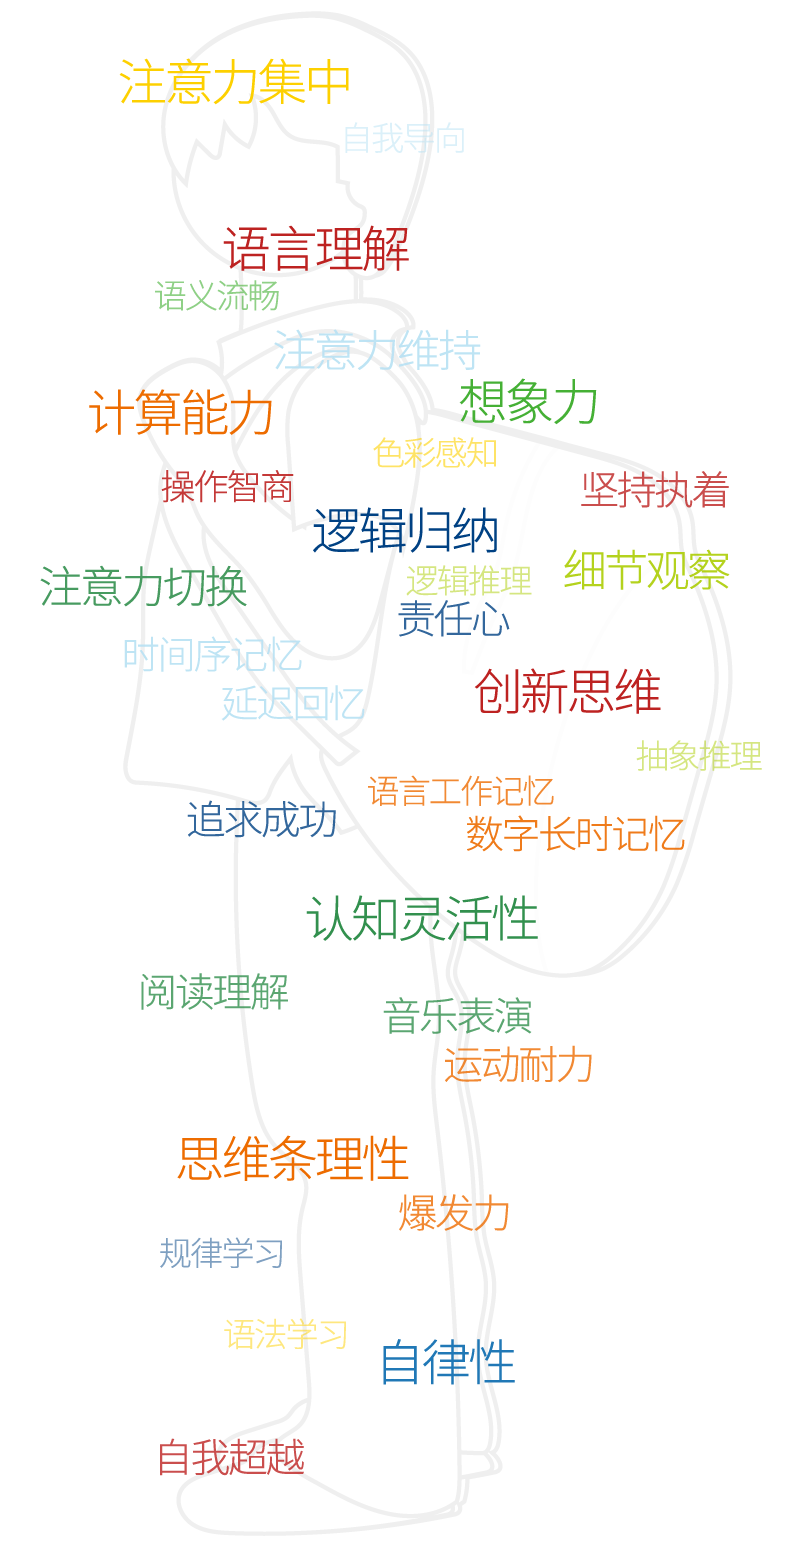 注意力集中
自我导向
语言理解
语义流畅
注意力维持
计算能力
想象力
色彩感知
操作智商
坚持执着
逻辑归纳
细节观察
注意力切换
逻辑推理
责任心
时间序记忆
创新思维
延迟回忆
抽象推理
语言工作记忆
追求成功
数字长时记忆
认知灵活性
阅读理解
音乐表演
运动耐力
思维条理性
爆发力
规律学习
语法学习
自律性
自我超越